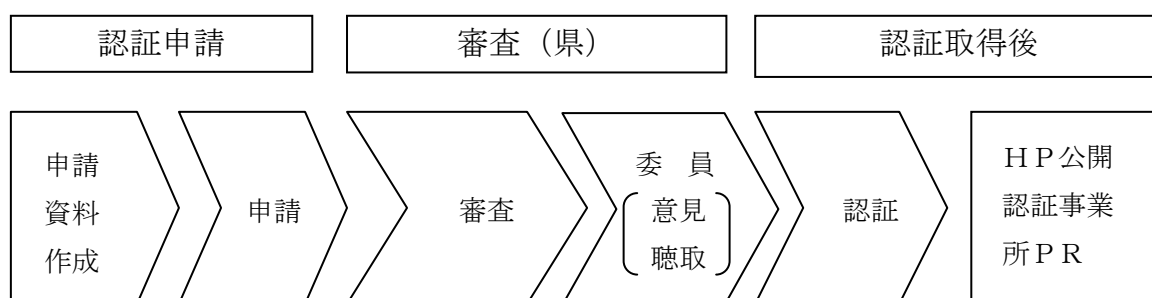 認証申請
審査（県）
認証取得後
申請
資料
作成
申請
審査
委　員
意見
聴取
認証
ＨＰ公開
認証事業
所ＰＲ